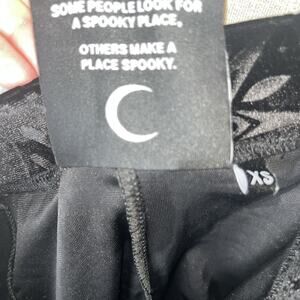 SOME PEOPLE LOOK FOR
A SPOOKY PLACE,
OTHERS MAKE A
PLACE SPOOKY.
XS